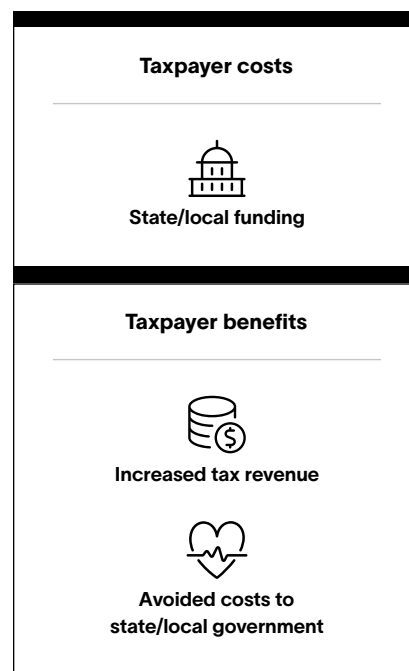 Taxpayer costs
State/local funding
Taxpayer benefits
$
Increased tax revenue
Avoided costs to
state/local government